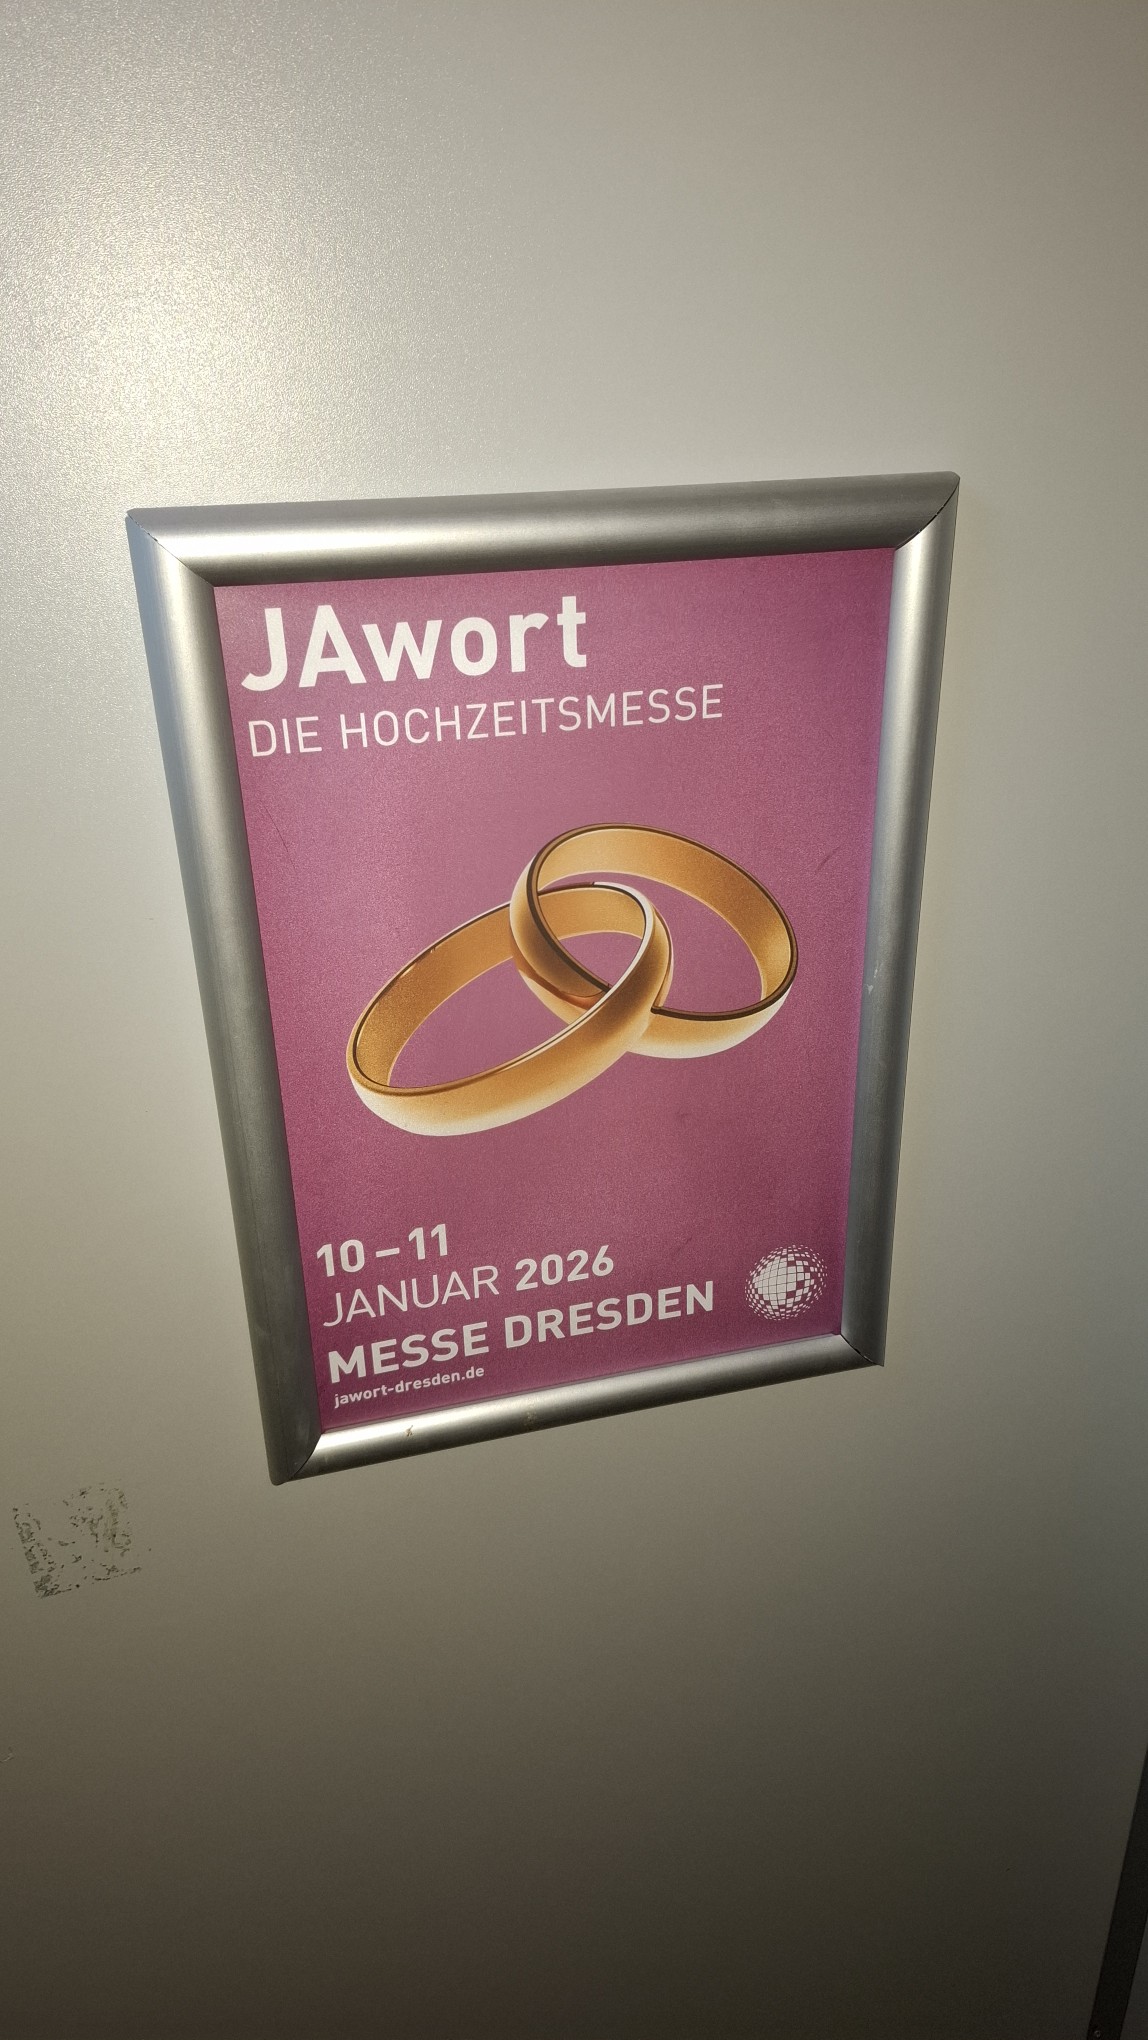 JAwort
DIE HOCHZEITSMESSE
10–11
JANUAR 2026
MESSE DRESDEN
jawort-dresden.de